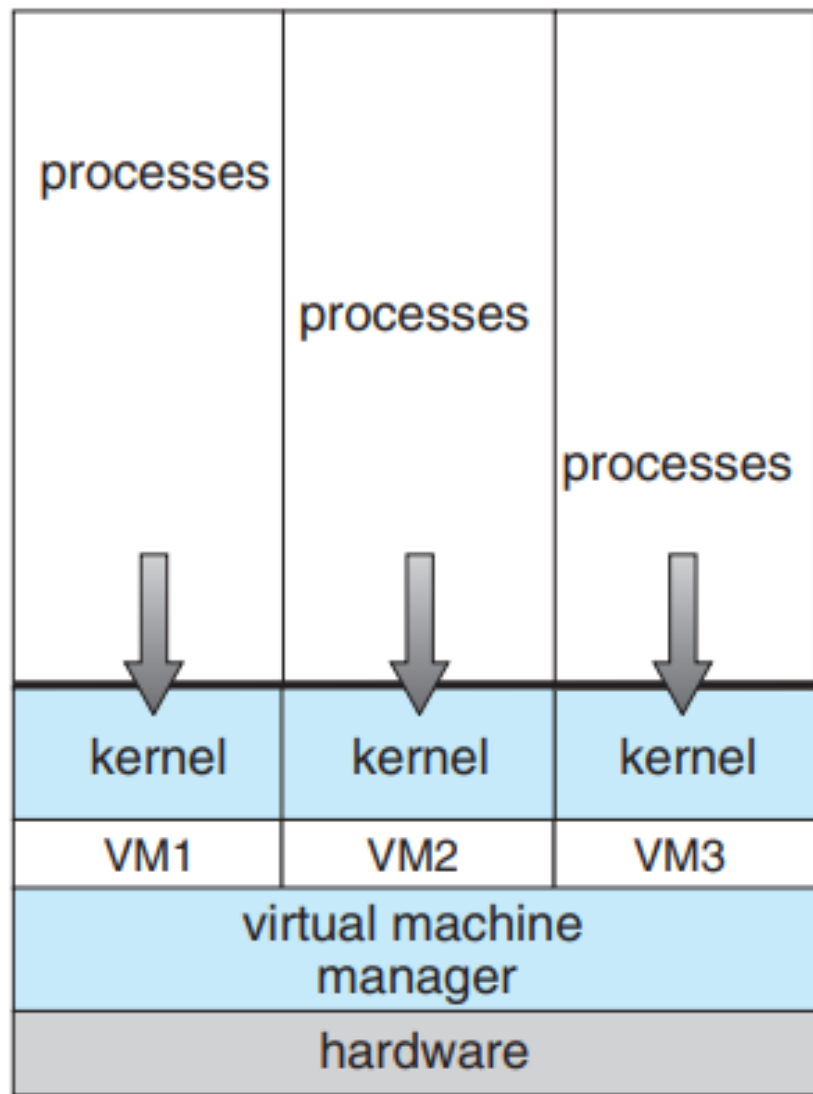 processes
processes
processes
kernel
kernel
kernel
VM1
VM2
VM3
virtual machine
manager
hardware